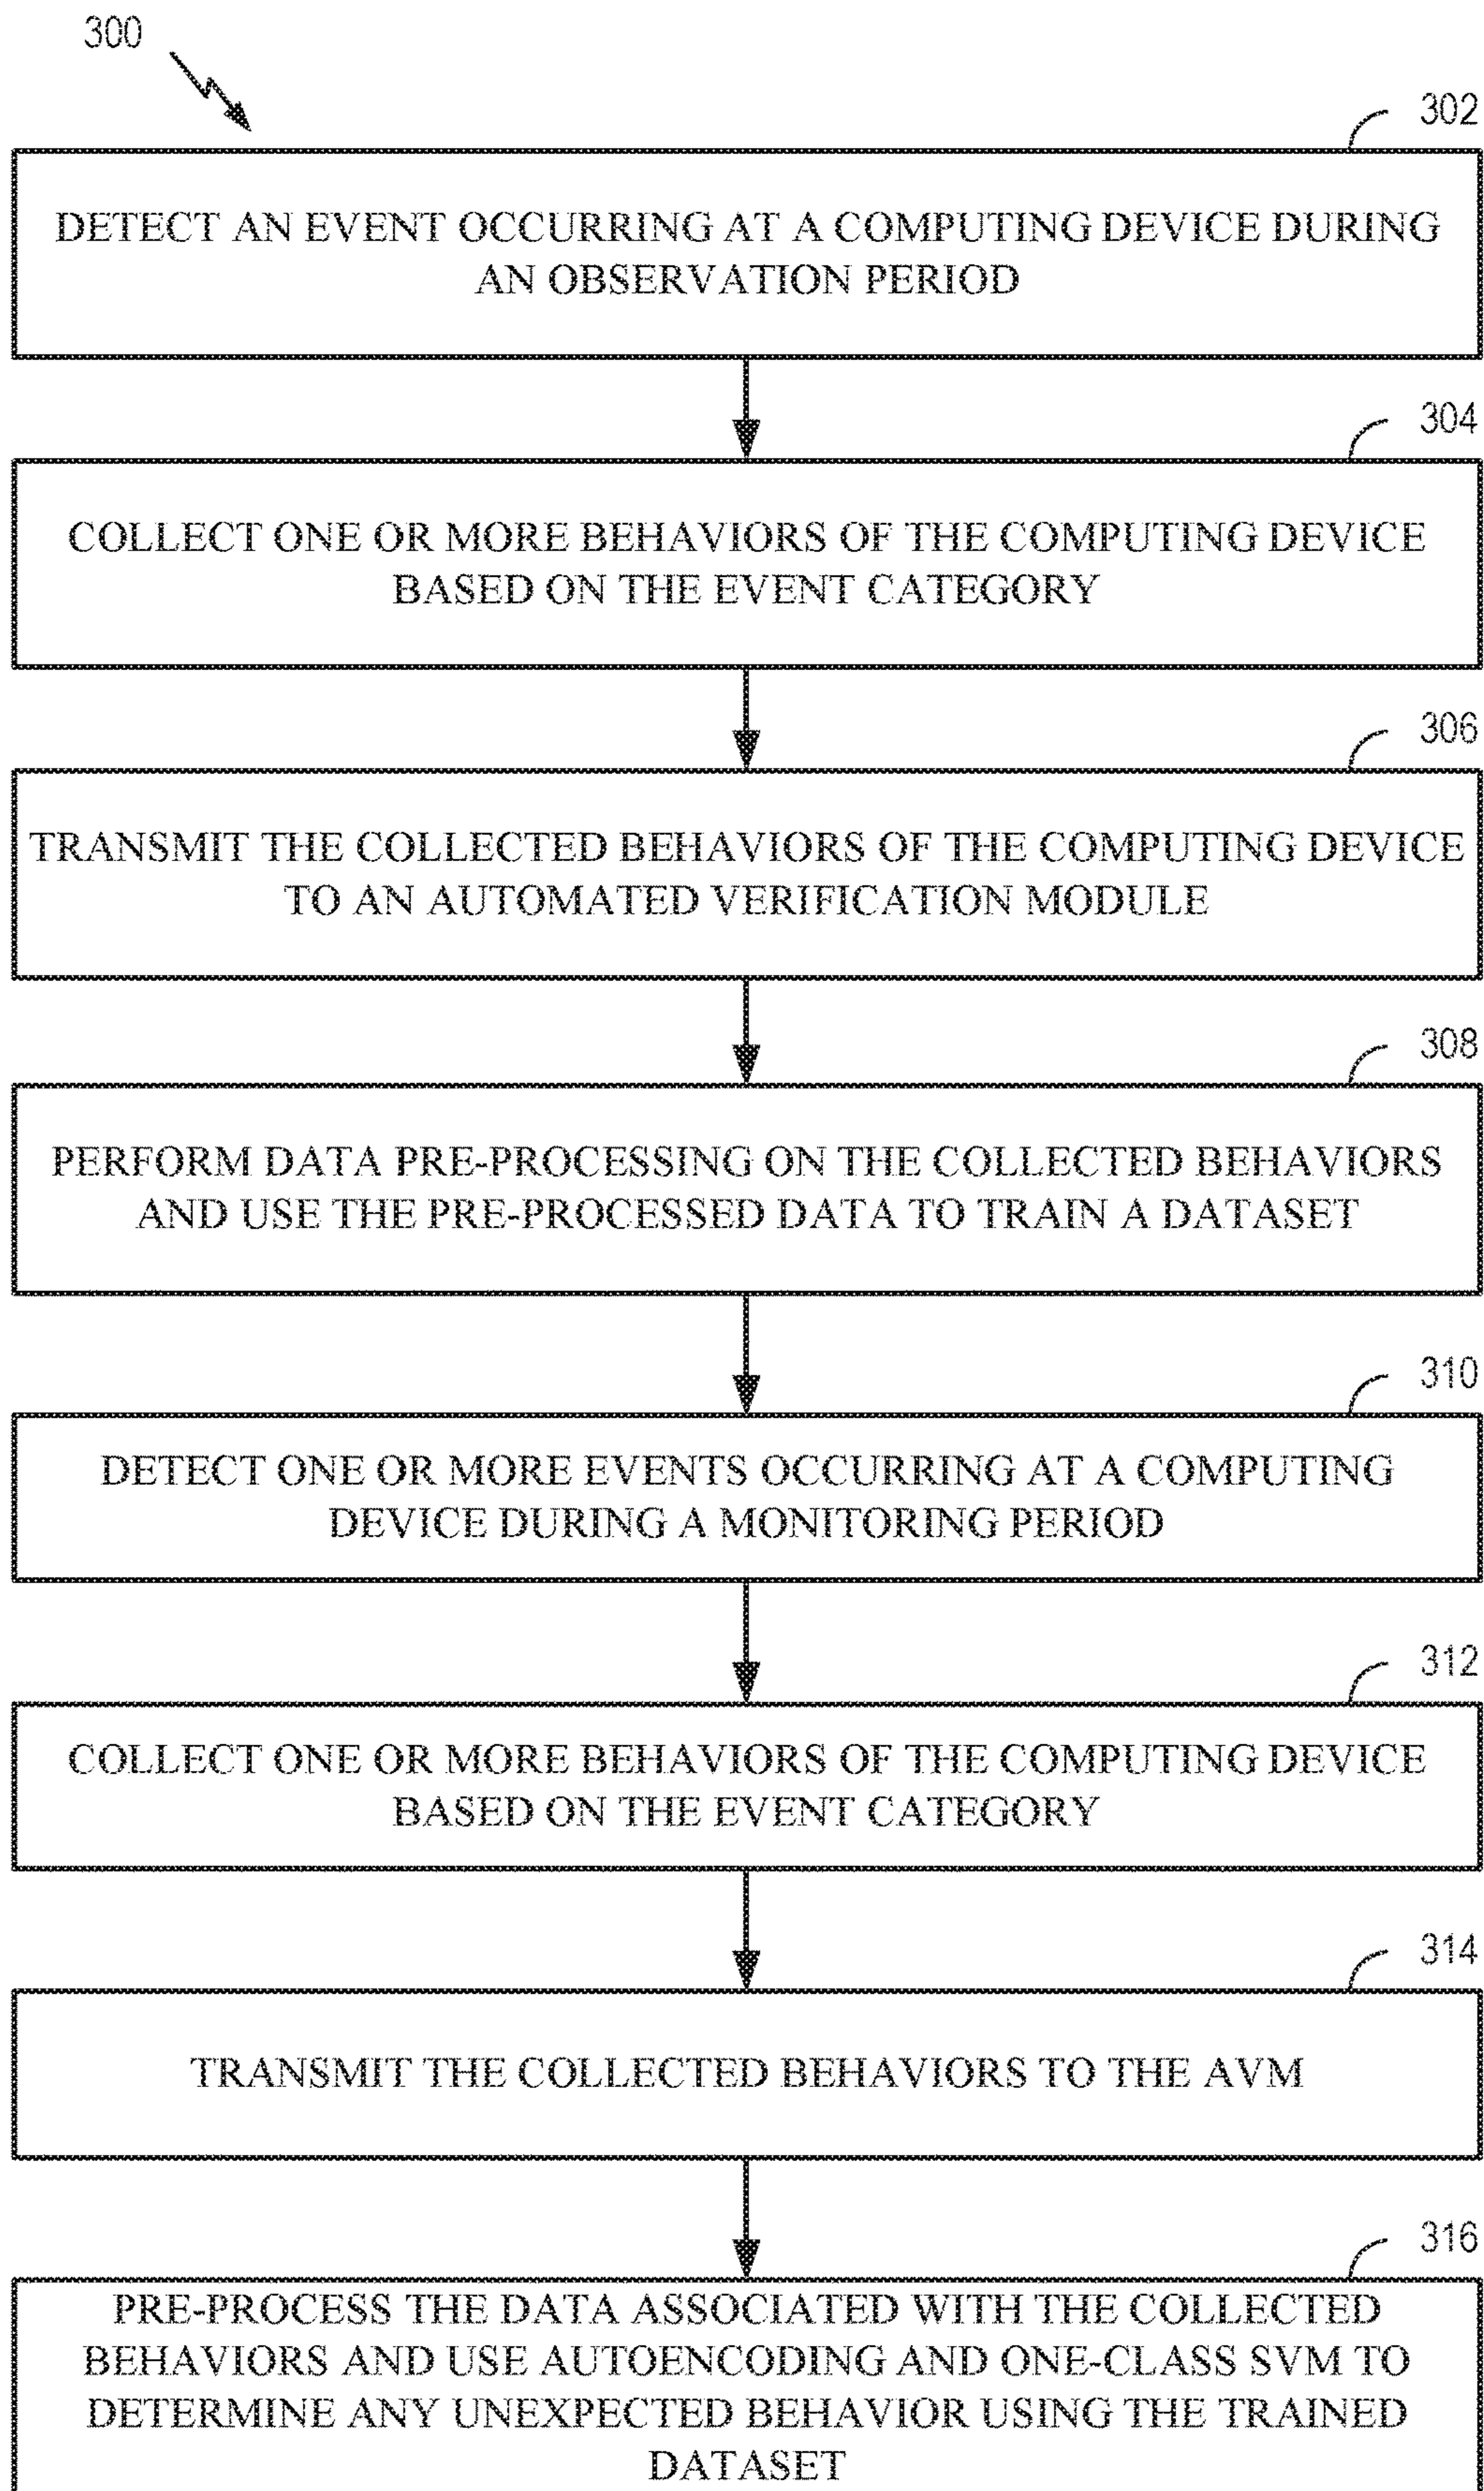 300
302
DETECT AN EVENT OCCURRING AT A COMPUTING DEVICE DURING
AN OBSERVATION PERIOD
304
COLLECT ONE OR MORE BEHAVIORS OF THE COMPUTING DEVICE
BASED ON THE EVENT CATEGORY
306
TRANSMIT THE COLLECTED BEHAVIORS OF THE COMPUTING DEVICE
TO AN AUTOMATED VERIFICATION MODULE
308
PERFORM DATA PRE-PROCESSING ON THE COLLECTED BEHAVIORS
AND USE THE PRE-PROCESSED DATA TO TRAIN A DATASET
310
DETECT ONE OR MORE EVENTS OCCURRING AT A COMPUTING
DEVICE DURING A MONITORING PERIOD
312
COLLECT ONE OR MORE BEHAVIORS OF THE COMPUTING DEVICE
BASED ON THE EVENT CATEGORY
314
TRANSMIT THE COLLECTED BEHAVIORS TO THE AVM
316
PRE-PROCESS THE DATA ASSOCIATED WITH THE COLLECTED
BEHAVIORS AND USE AUTOENCODING AND ONE-CLASS SVM TO
DETERMINE ANY UNEXPECTED BEHAVIOR USING THE TRAINED
DATASET